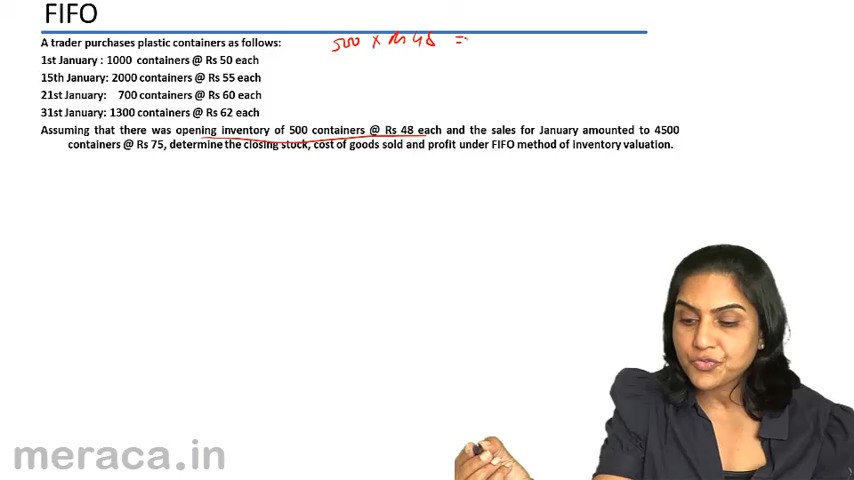 FIFO
A trader purchases plastic containers as follows:
500 × Rs 48 =
1st January : 1000 containers @ Rs 50 each
15th January: 2000 containers @ Rs 55 each
21st January: 700 containers @ Rs 60 each
31st January: 1300 containers @ Rs 62 each
Assuming that there was opening inventory of 500 containers @ Rs 48 each and the sales for January amounted to 4500
containers @ Rs 75, determine the closing stock, cost of goods sold and profit under FIFO method of inventory valuation.
meraca.in